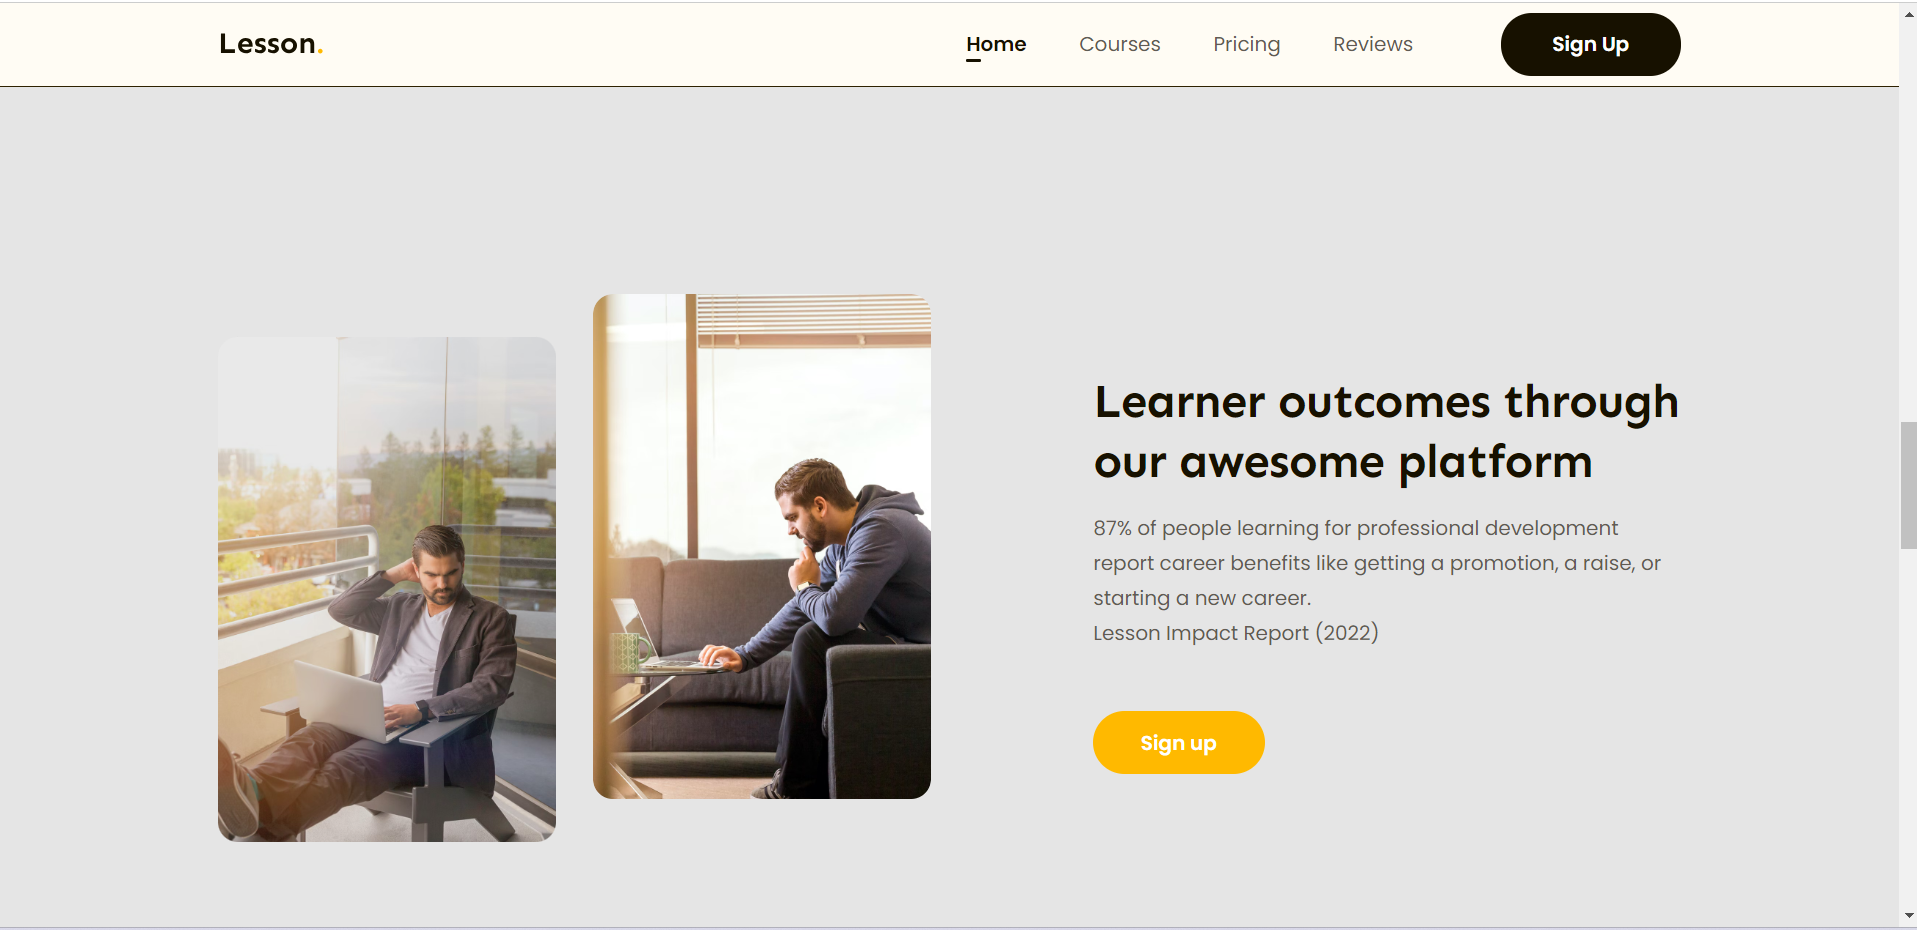 Lesson.
Home
Courses
Pricing
Reviews
Sign Up
Learner outcomes through
our awesome platform
87% of people learning for professional development
report career benefits like getting a promotion, a raise, or
starting a new career.
Lesson Impact Report (2022)
Sign up